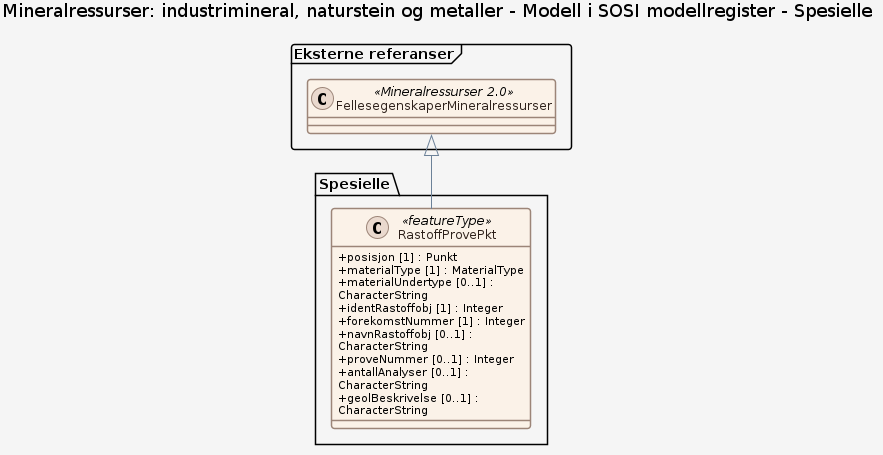 Mineralressurser: industrimineral, naturstein og metaller - Modell i SOSI modellregister - Spesielle
Eksterne referanser
C
«Mineralressurser 2.0»
FellesegenskaperMineralressurser
Spesielle
C
«featureType»
RastoffProvePkt
+posisjon [1] : Punkt
+materialType [1] : MaterialType
+materialUndertype [0..1] :
CharacterString
+identRastoffobj [1] : Integer
+forekomstNummer [1] : Integer
+navnRastoffobj [0..1] :
CharacterString
+proveNummer [0..1] : Integer
+antallAnalyser [0..1] :
CharacterString
+geolBeskrivelse [0..1] :
CharacterString